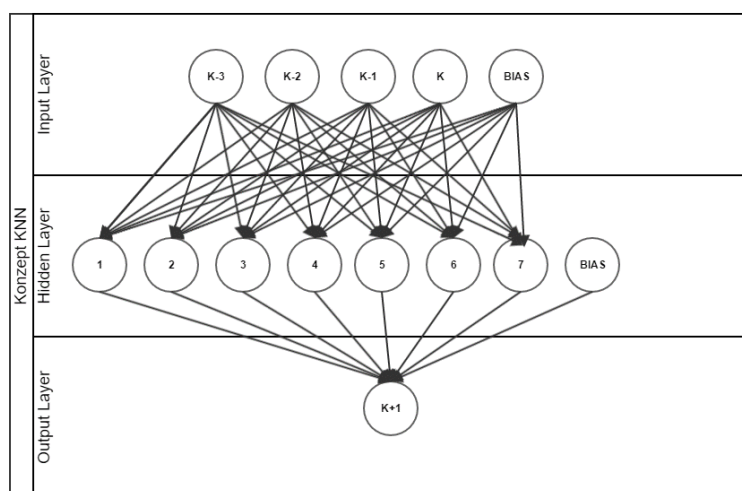 Konzept KNN
Input Layer
K-3
K-2
K-1
K
BIAS
Hidden Layer
1
2
3
4
5
6
7
BIAS
Output Layer
K+1